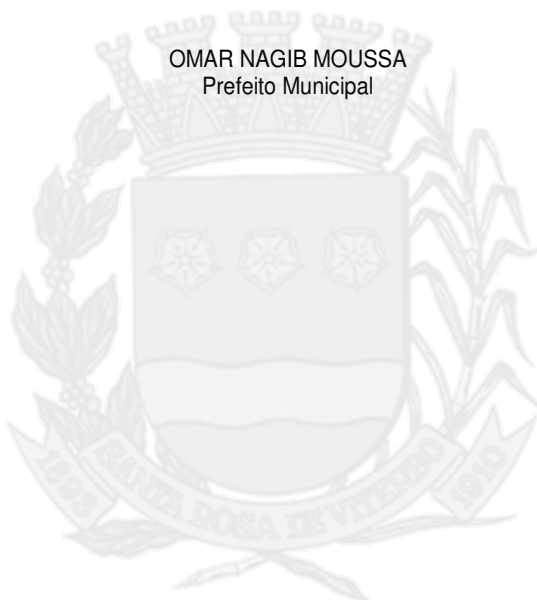 OMAR NAGIB MOUSSA
Prefeito Municipal
1893 SANTA ROSA DE VITERBO 1910